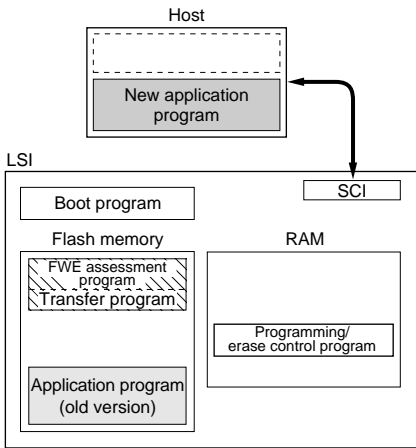 Host
New application
program
LSI
SCI
Boot program
Flash memory
RAM
FWE assessment
program
Transfer program
Programming/
erase control program
Application program
(old version)